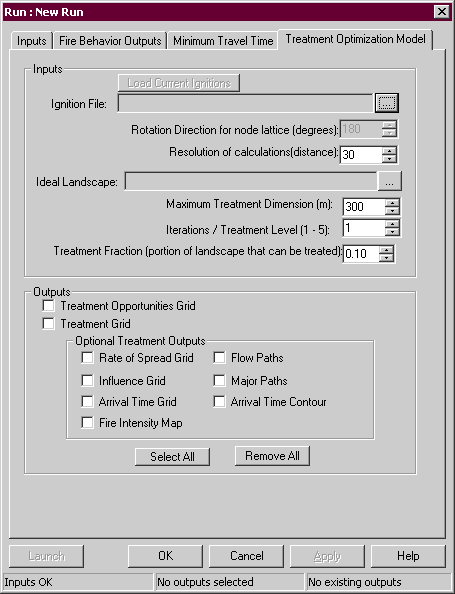 Run : New Run
Inputs Fire Behavior Outputs Minimum Travel Time Treatment Optimization Model
Inputs
Load Current Ignitions
Ignition File: ...
Rotation Direction for node lattice (degrees): 180
Resolution of calculations(distance): 30
Ideal Landscape: ...
Maximum Treatment Dimension (m): 300
Iterations / Treatment Level (1 - 5): 1
Treatment Fraction (portion of landscape that can be treated): 0.10
Outputs
Treatment Opportunities Grid
Treatment Grid
Optional Treatment Outputs
Rate of Spread Grid Flow Paths
Influence Grid Major Paths
Arrival Time Grid Arrival Time Contour
Fire Intensity Map
Select All Remove All
Launch OK Cancel Apply Help
Inputs OK No outputs selected No existing outputs